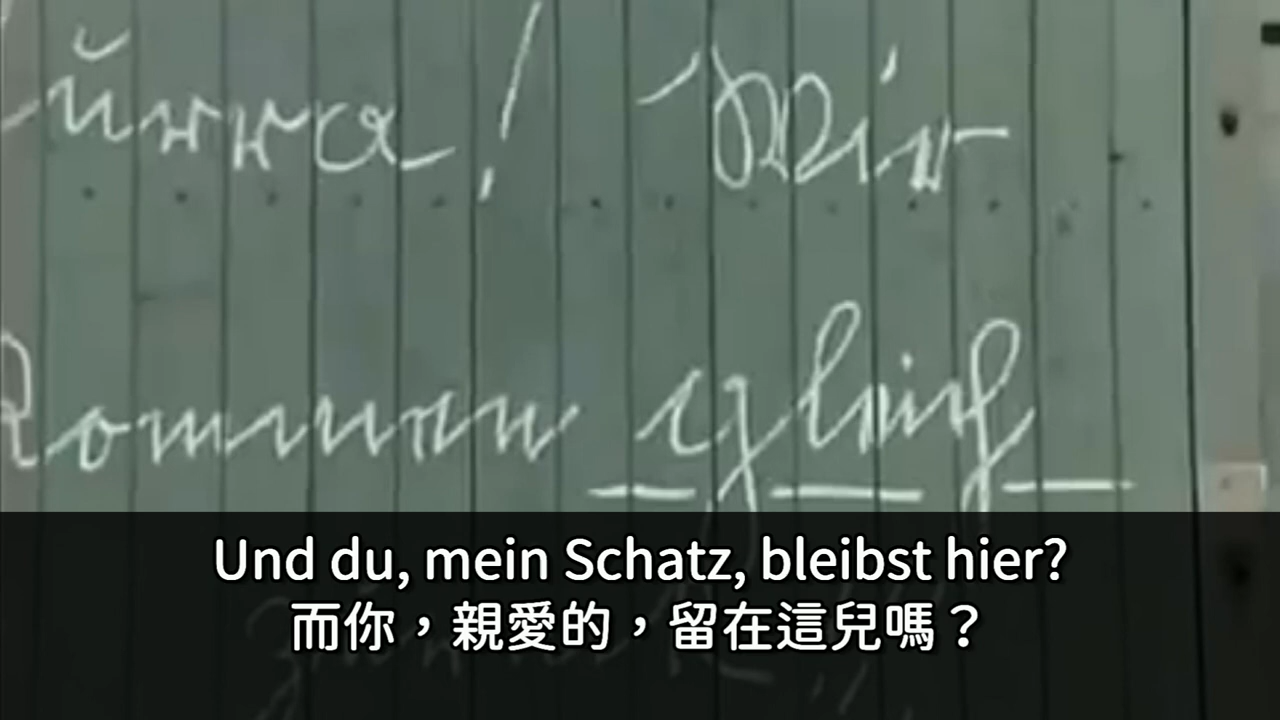 urra! Wir
kommen gleich
Und du, mein Schatz, bleibst hier?
而你，親愛的，留在這兒嗎？